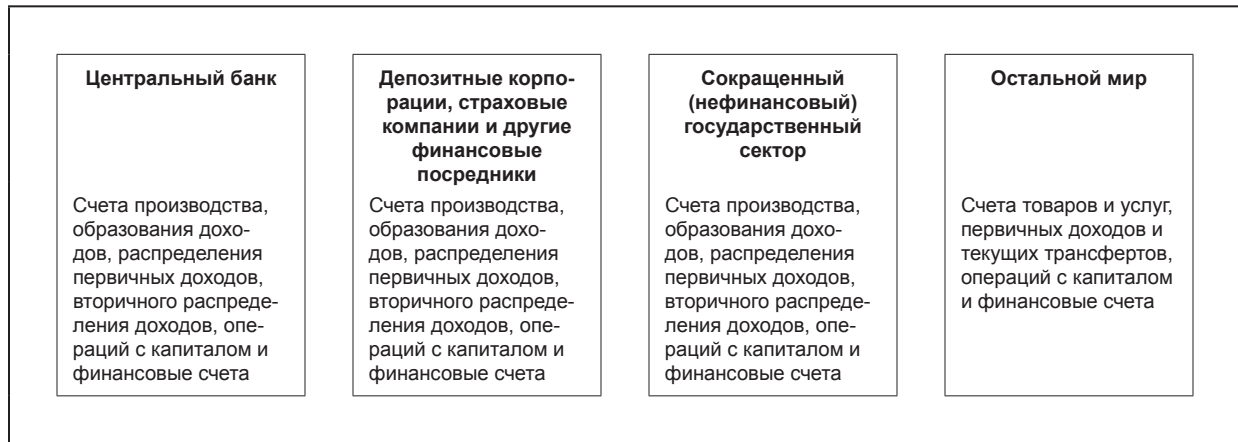 Центральный банк
Счета производства,
образования дохо-
дов, распределения
первичных доходов,
вторичного распреде-
ления доходов, опе-
раций с капиталом и
финансовые счета
Депозитные корпо-
рации, страховые
компании и другие
финансовые
посредники
Счета производства,
образования дохо-
дов, распределения
первичных доходов,
вторичного распреде-
ления доходов, опе-
раций с капиталом и
финансовые счета
Сокращенный
(нефинансовый)
государственный
сектор
Счета производства,
образования дохо-
дов, распределения
первичных доходов,
вторичного распреде-
ления доходов, опе-
раций с капиталом и
финансовые счета
Остальной мир
Счета товаров и услуг,
первичных доходов и
текущих трансфертов,
операций с капиталом
и финансовые счета